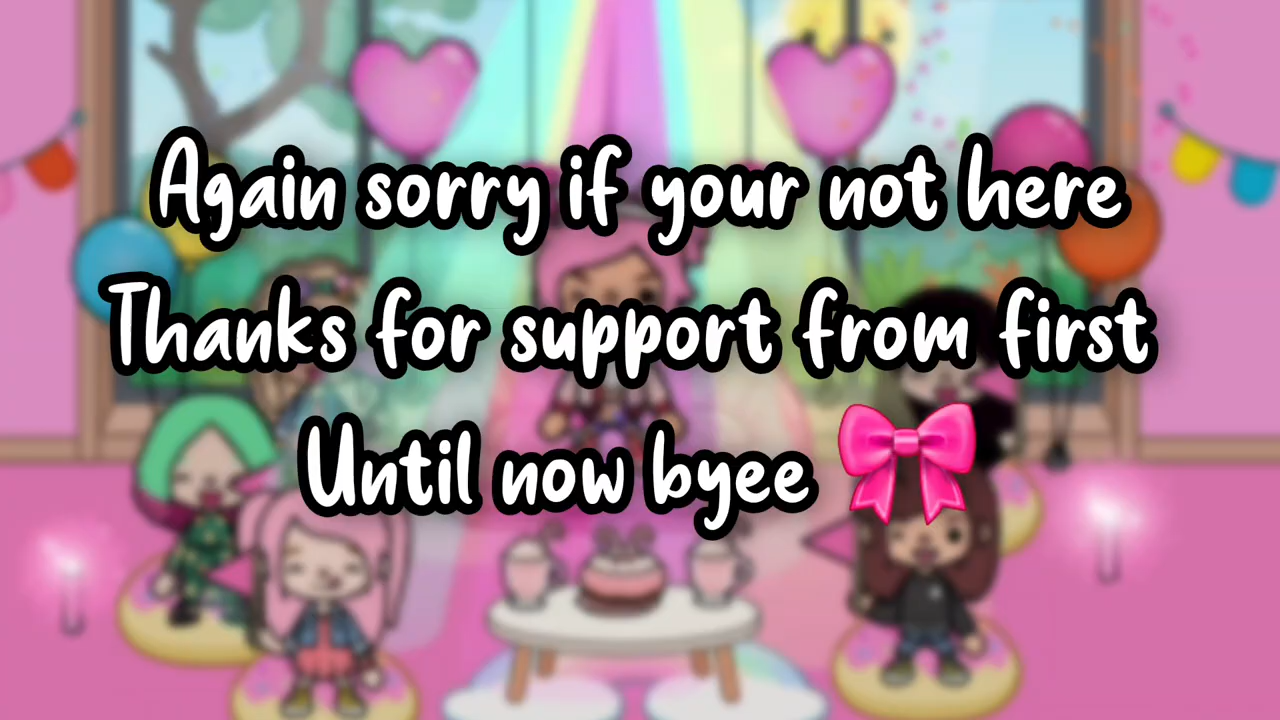 Again sorry if your not here
Thanks for support from first
Until now byee 🎀